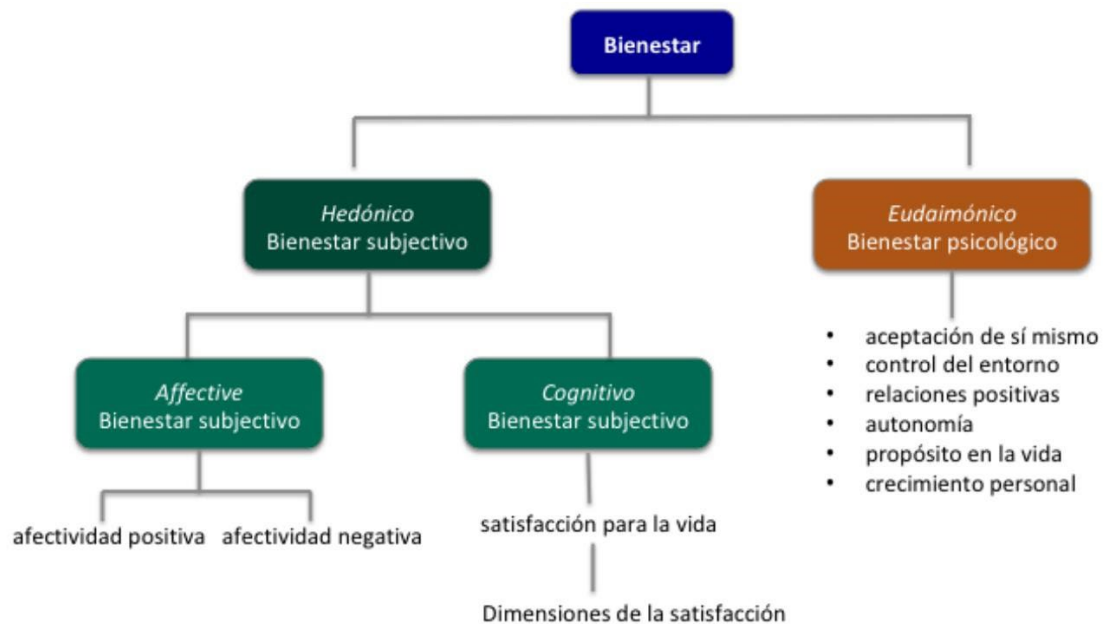 Bienestar
Hedónico
Bienestar subjectivo
Eudaimónico
Bienestar psicológico
Affective
Bienestar subjectivo
Cognitivo
Bienestar subjectivo
• aceptación de sí mismo
• control del entorno
• relaciones positivas
• autonomía
• propósito en la vida
• crecimiento personal
afectividad positiva
afectividad negativa
satisfacción para la vida
Dimensiones de la satisfacción